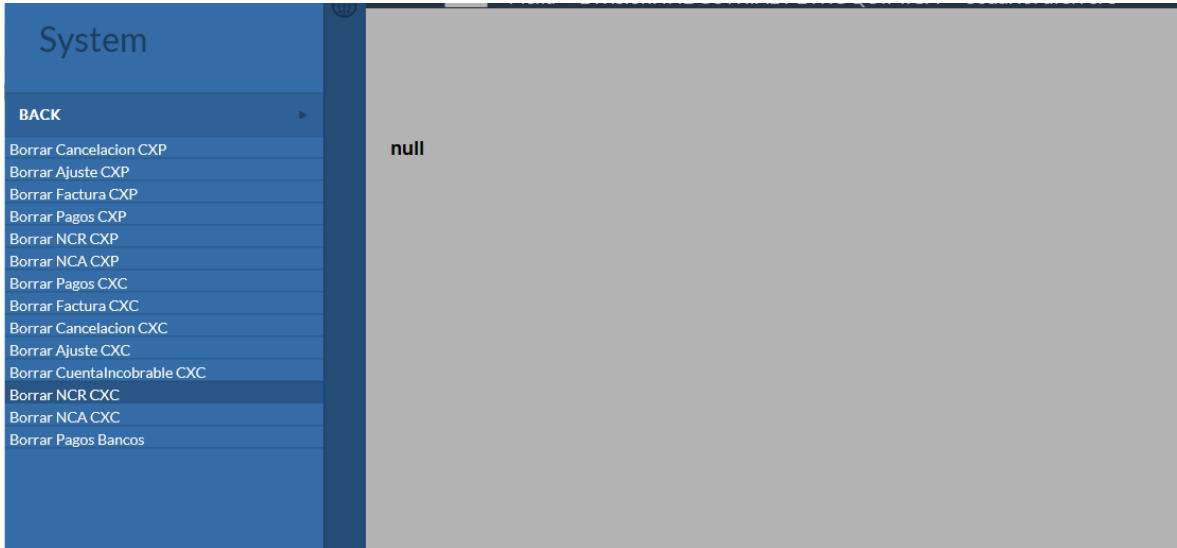 System
BACK
Borrar Cancelacion CXP
Borrar Ajuste CXP
Borrar Factura CXP
Borrar Pagos CXP
Borrar NCR CXP
Borrar NCA CXP
Borrar Pagos CXC
Borrar Factura CXC
Borrar Cancelacion CXC
Borrar Ajuste CXC
Borrar CuentaIncobrable CXC
Borrar NCR CXC
Borrar NCA CXC
Borrar Pagos Bancos
null